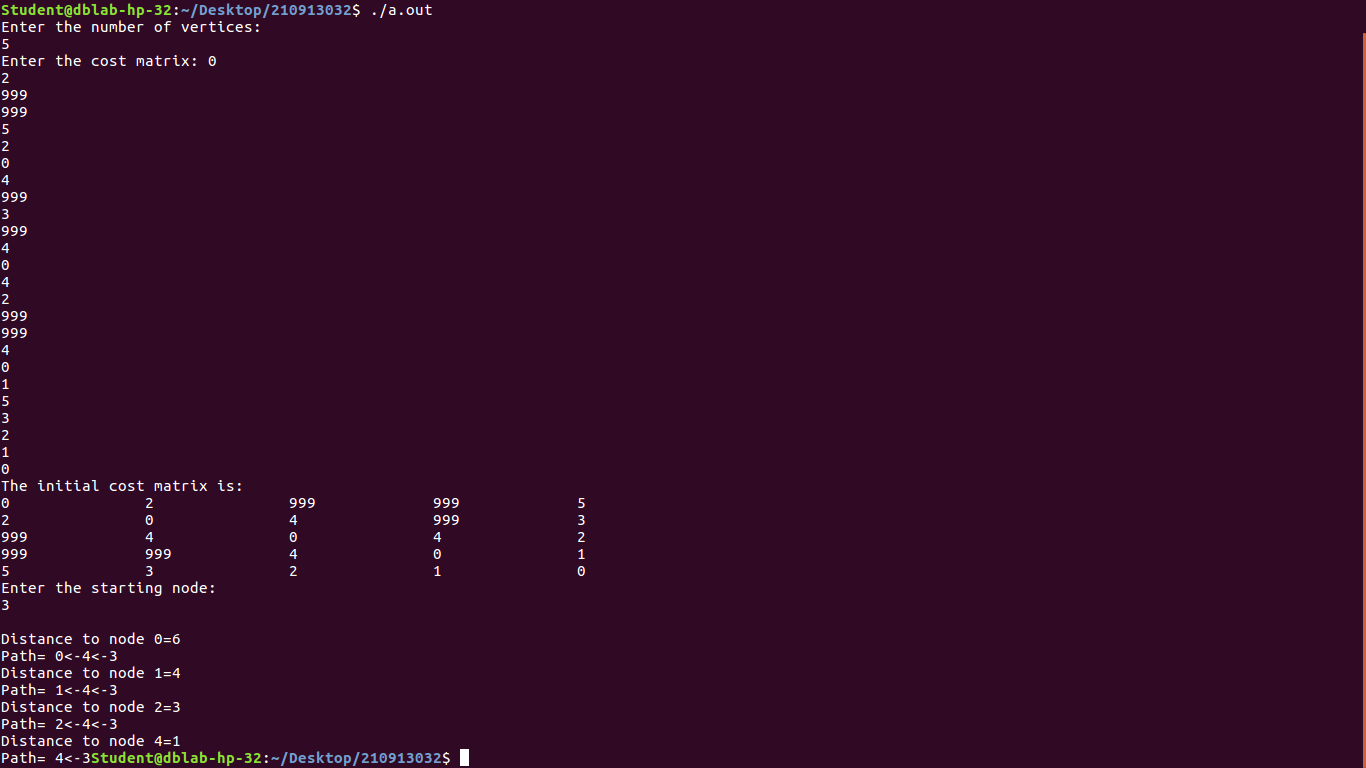 Student@dblab-hp-32:~/Desktop/210913032$ ./a.out
Enter the number of vertices:
5
Enter the cost matrix: 0
2
999
999
5
2
0
4
999
3
999
4
0
4
2
999
999
4
0
1
5
3
2
1
0
The initial cost matrix is:
0 2 999 999 5
2 0 4 999 3
999 4 0 4 2
999 999 4 0 1
5 3 2 1 0
Enter the starting node:
3
Distance to node 0=6
Path= 0<-4<-3
Distance to node 1=4
Path= 1<-4<-3
Distance to node 2=3
Path= 2<-4<-3
Distance to node 4=1
Path= 4<-3Student@dblab-hp-32:~/Desktop/210913032$